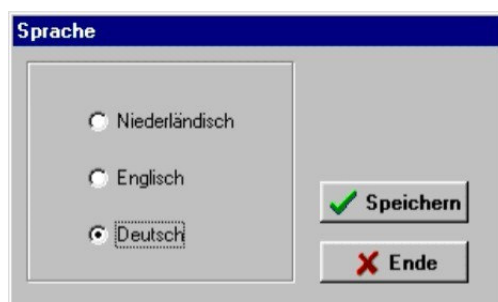 Sprache
Niederländisch
Englisch
Deutsch
Speichern
Ende